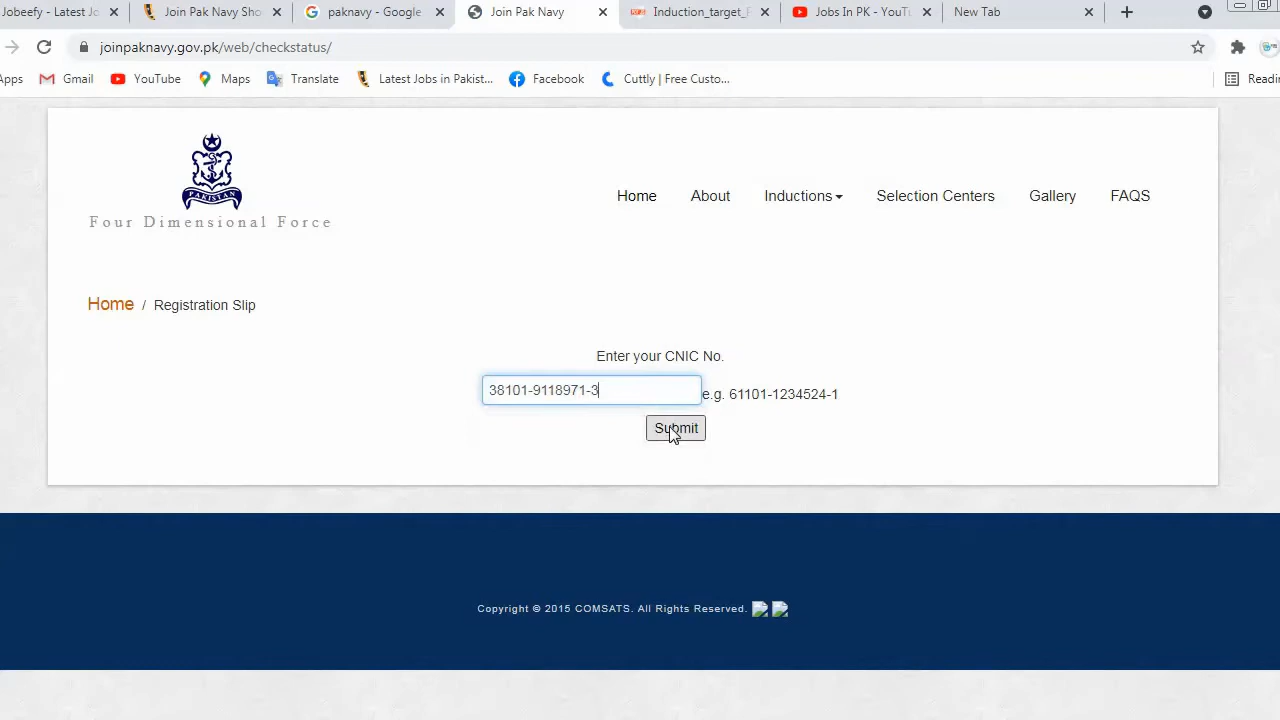 Jobeefy - Latest Jo
Join Pak Navy Sho
paknavy - Google
Join Pak Navy
Induction_target_F
Jobs In PK - YouTu
New Tab
joinpaknavy.gov.pk/web/checkstatus/
Apps
Gmail
YouTube
Maps
Translate
Latest Jobs in Pakist...
Facebook
Cuttly | Free Custo...
Readin
PAKISTAN
Four Dimensional Force
Home
About
Inductions
Selection Centers
Gallery
FAQS
Home / Registration Slip
Enter your CNIC No.
38101-9118971-3
e.g. 61101-1234524-1
Submit
Copyright © 2015 COMSATS. All Rights Reserved.